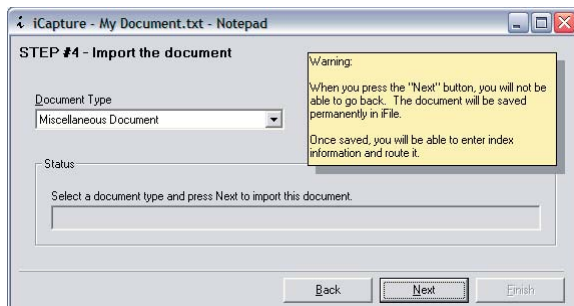 iCapture - My Document.txt - Notepad
STEP #4 - Import the document
Warning:
When you press the "Next" button, you will not be
able to go back. The document will be saved
permanently in iFile.
Once saved, you will be able to enter index
information and route it.
Document Type
Miscellaneous Document
Status
Select a document type and press Next to import this document.
Back Next Finish